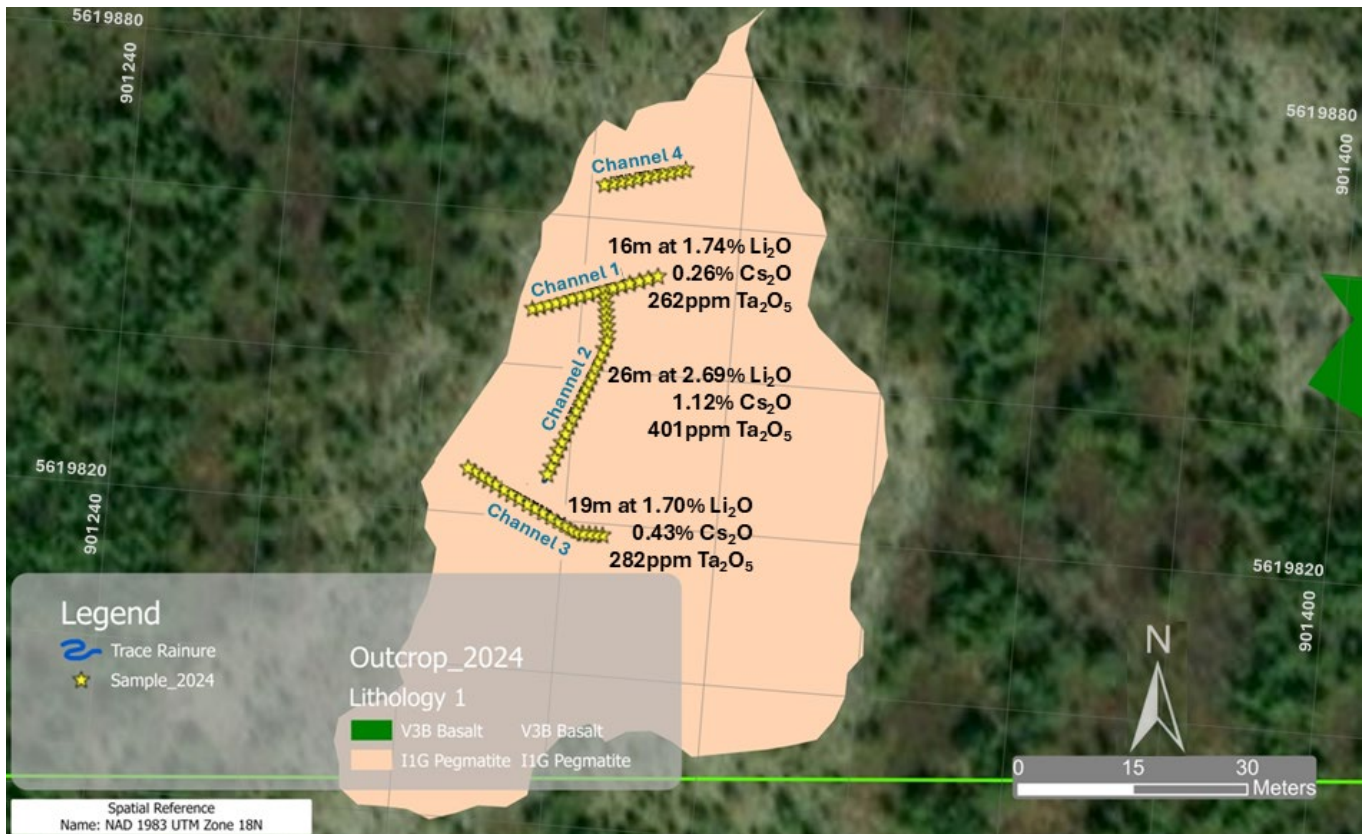 5619880
901240
5619880
901400
Channel 4
16m at 1.74% Li₂O
0.26% Cs₂O
262ppm Ta₂O₅
Channel 1
Channel 2
26m at 2.69% Li₂O
1.12% Cs₂O
401ppm Ta₂O₅
5619820
901240
19m at 1.70% Li₂O
0.43% Cs₂O
282ppm Ta₂O₅
Channel 3
5619820
901400
Legend
Trace Rainure
Sample_2024
Outcrop_2024
Lithology 1
V3B Basalt V3B Basalt
I1G Pegmatite I1G Pegmatite
N
0 15 30
Meters
Spatial Reference
Name: NAD 1983 UTM Zone 18N